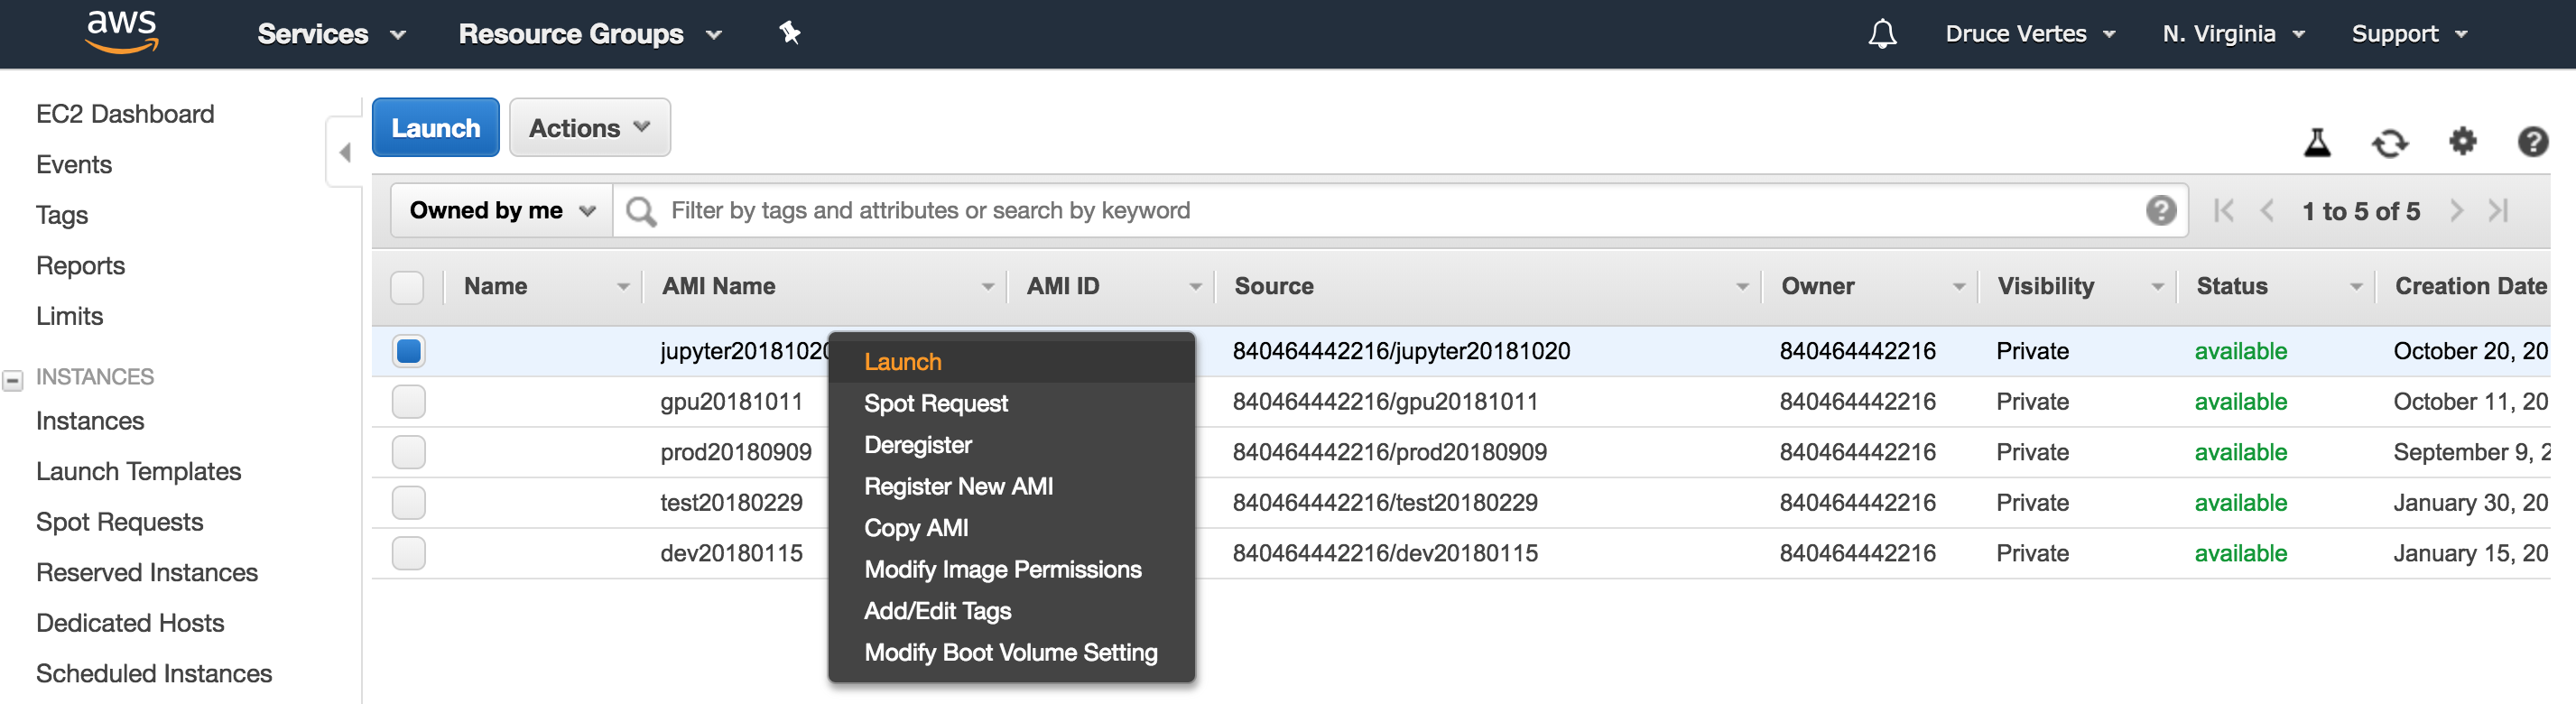 aws Services Resource Groups Druce Vertes N. Virginia Support
EC2 Dashboard
Events
Tags
Reports
Limits
INSTANCES
Instances
Launch Templates
Spot Requests
Reserved Instances
Dedicated Hosts
Scheduled Instances
Launch Actions
Owned by me Filter by tags and attributes or search by keyword 1 to 5 of 5
Name AMI Name AMI ID Source Owner Visibility Status Creation Date
jupyter20181020 840464442216/jupyter20181020 840464442216 Private available October 20, 20
gpu20181011 840464442216/gpu20181011 840464442216 Private available October 11, 20
prod20180909 840464442216/prod20180909 840464442216 Private available September 9, 2
test20180229 840464442216/test20180229 840464442216 Private available January 30, 20
dev20180115 840464442216/dev20180115 840464442216 Private available January 15, 20
Launch
Spot Request
Deregister
Register New AMI
Copy AMI
Modify Image Permissions
Add/Edit Tags
Modify Boot Volume Setting